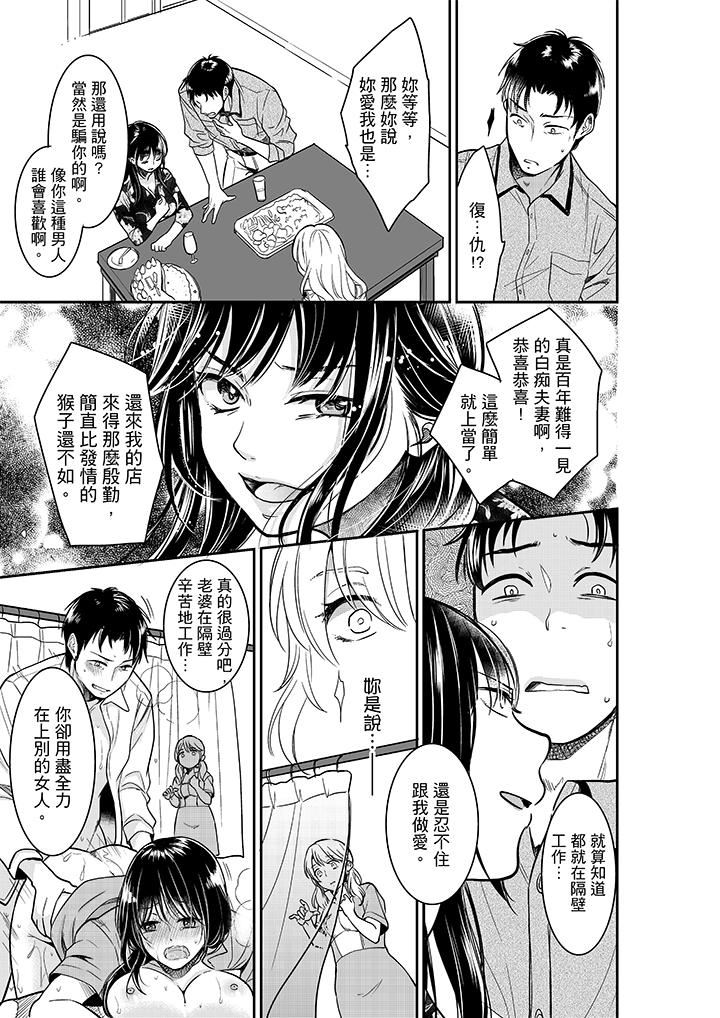 復…仇!?
妳等等，
那麼妳說
妳愛我也是…
那還用說嗎？
當然是騙你的啊。
像你這種男人
誰會喜歡啊。
真是百年難得一見
的白痴夫妻啊，
恭喜恭喜！
這麼簡單
就上當了。
還來我的店
來得那麼殷勤，
簡直比發情的
猴子還不如。
就算知道
都就在隔壁
工作…
還是忍不住
跟我做愛。
妳是說……
真的很過分吧，
老婆在隔壁
辛苦地工作…
你卻用盡全力
在上別的女人。